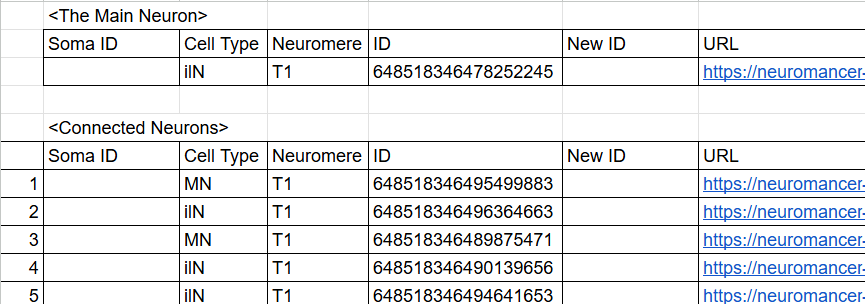 <The Main Neuron>
Soma ID Cell Type Neuromere ID New ID URL
iIN T1 648518346478252245 https://neuromancer-
<Connected Neurons>
Soma ID Cell Type Neuromere ID New ID URL
1 MN T1 648518346495499883 https://neuromancer-
2 iIN T1 648518346496364663 https://neuromancer-
3 MN T1 648518346489875471 https://neuromancer-
4 iIN T1 648518346490139656 https://neuromancer-
5 iIN T1 648518346494641653 https://neuromancer-